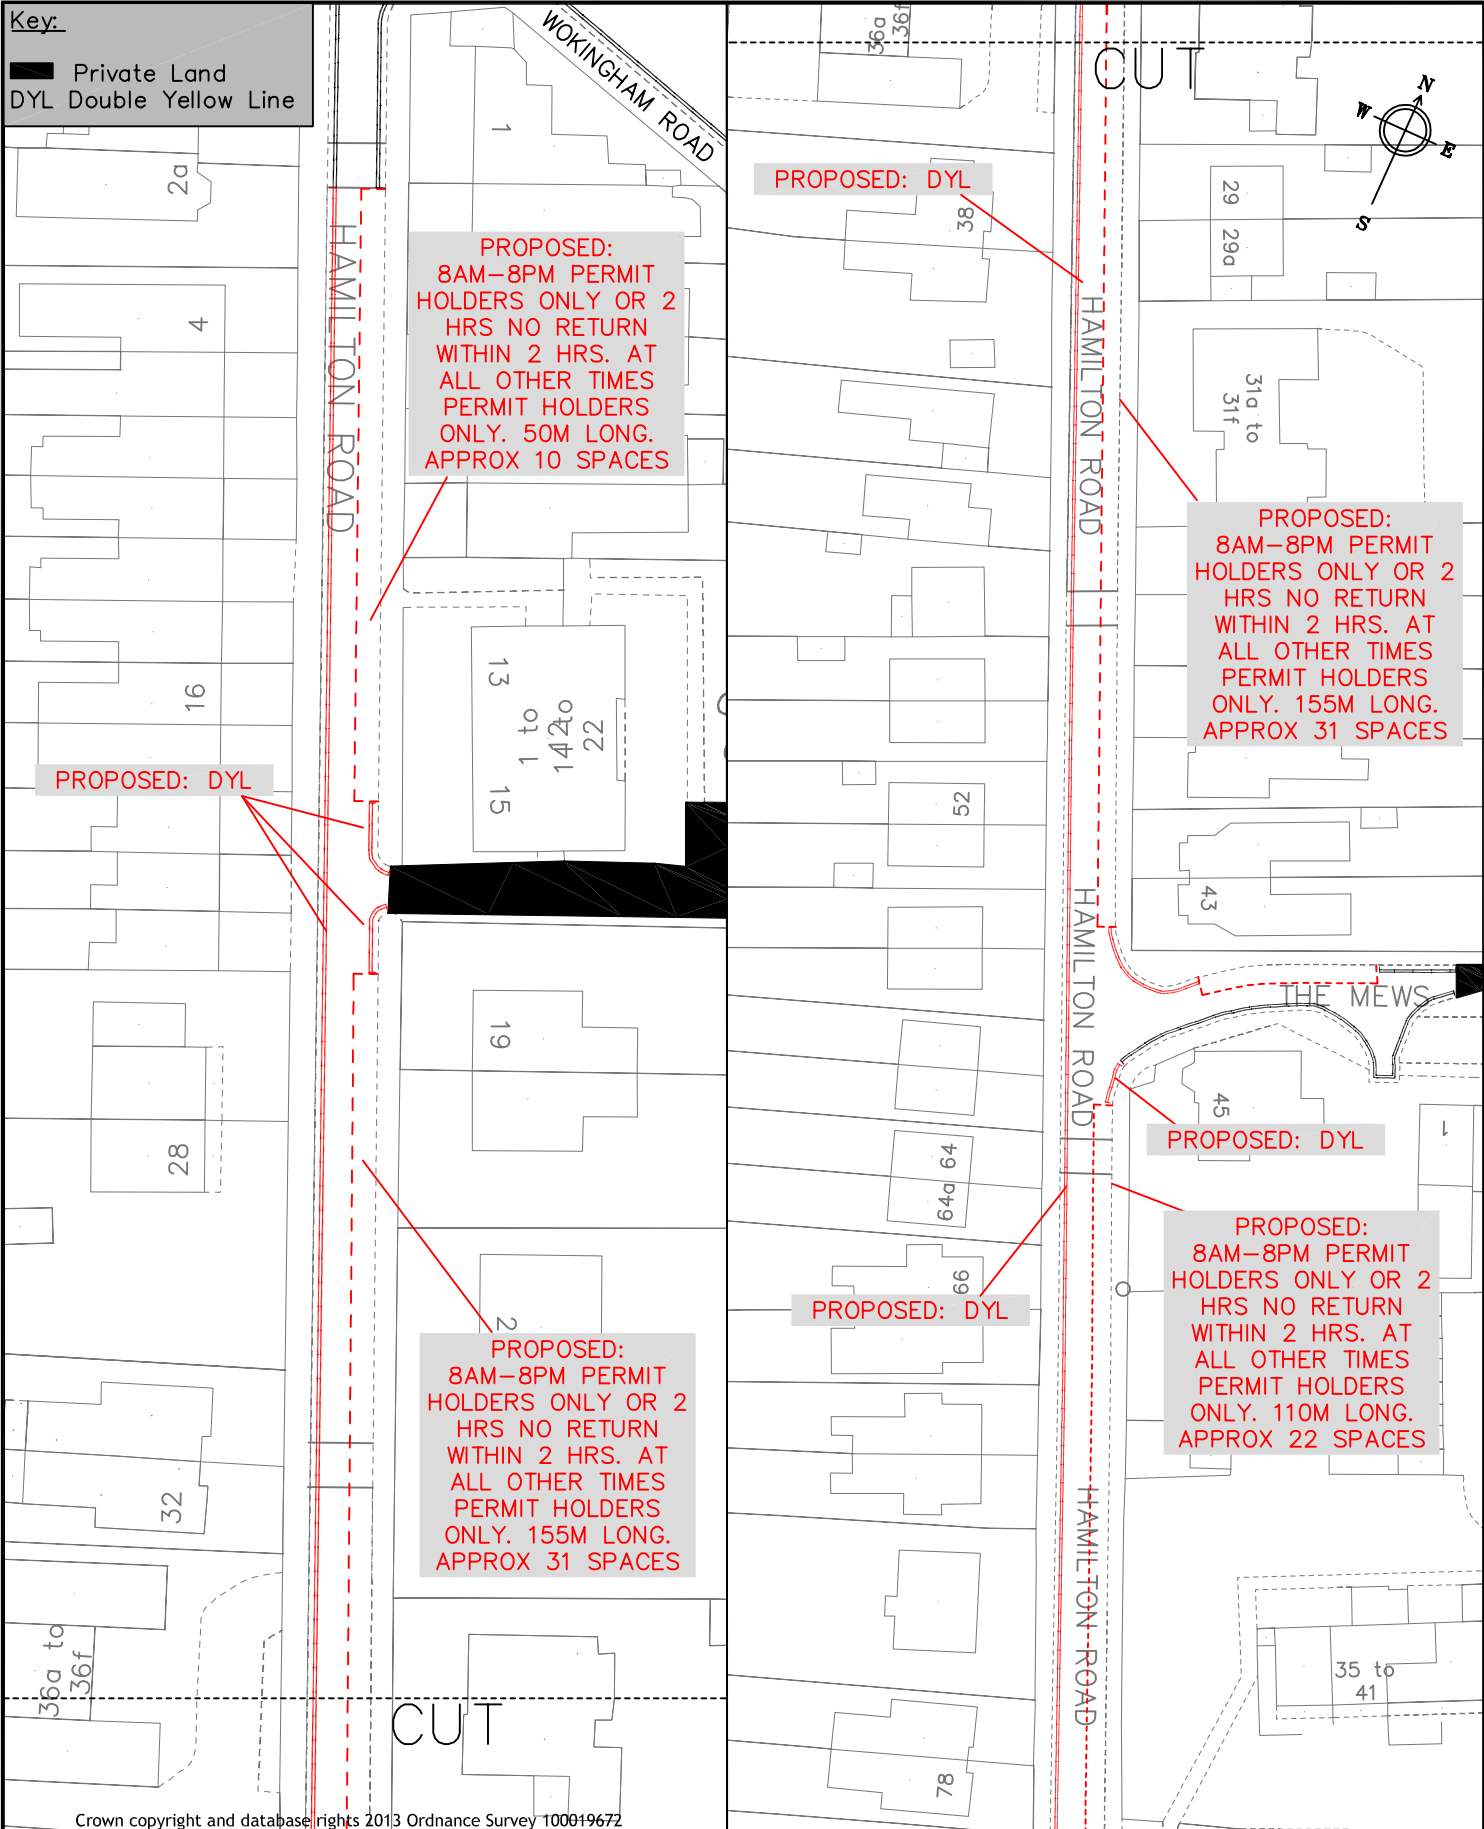 Key:
Private Land
DYL Double Yellow Line
WOKINGHAM ROAD
1
2a
HAMILTON ROAD
4
PROPOSED:
8AM-8PM PERMIT
HOLDERS ONLY OR 2
HRS NO RETURN
WITHIN 2 HRS. AT
ALL OTHER TIMES
PERMIT HOLDERS
ONLY. 50M LONG.
APPROX 10 SPACES
16
13
1 to
14
22
15
PROPOSED: DYL
19
28
2
PROPOSED:
8AM-8PM PERMIT
HOLDERS ONLY OR 2
HRS NO RETURN
WITHIN 2 HRS. AT
ALL OTHER TIMES
PERMIT HOLDERS
ONLY. 155M LONG.
APPROX 31 SPACES
32
36a to
36f
CUT
Crown copyright and database rights 2013 Ordnance Survey 100019672
36a
36f
CUT
N
W
E
S
PROPOSED: DYL
38
29
29a
HAMILTON ROAD
31a to
31f
PROPOSED:
8AM-8PM PERMIT
HOLDERS ONLY OR 2
HRS NO RETURN
WITHIN 2 HRS. AT
ALL OTHER TIMES
PERMIT HOLDERS
ONLY. 155M LONG.
APPROX 31 SPACES
52
43
HAMILTON ROAD
THE MEWS
45
1
PROPOSED: DYL
64
64a
66
PROPOSED: DYL
PROPOSED:
8AM-8PM PERMIT
HOLDERS ONLY OR 2
HRS NO RETURN
WITHIN 2 HRS. AT
ALL OTHER TIMES
PERMIT HOLDERS
ONLY. 110M LONG.
APPROX 22 SPACES
HAMILTON ROAD
35 to
41
78